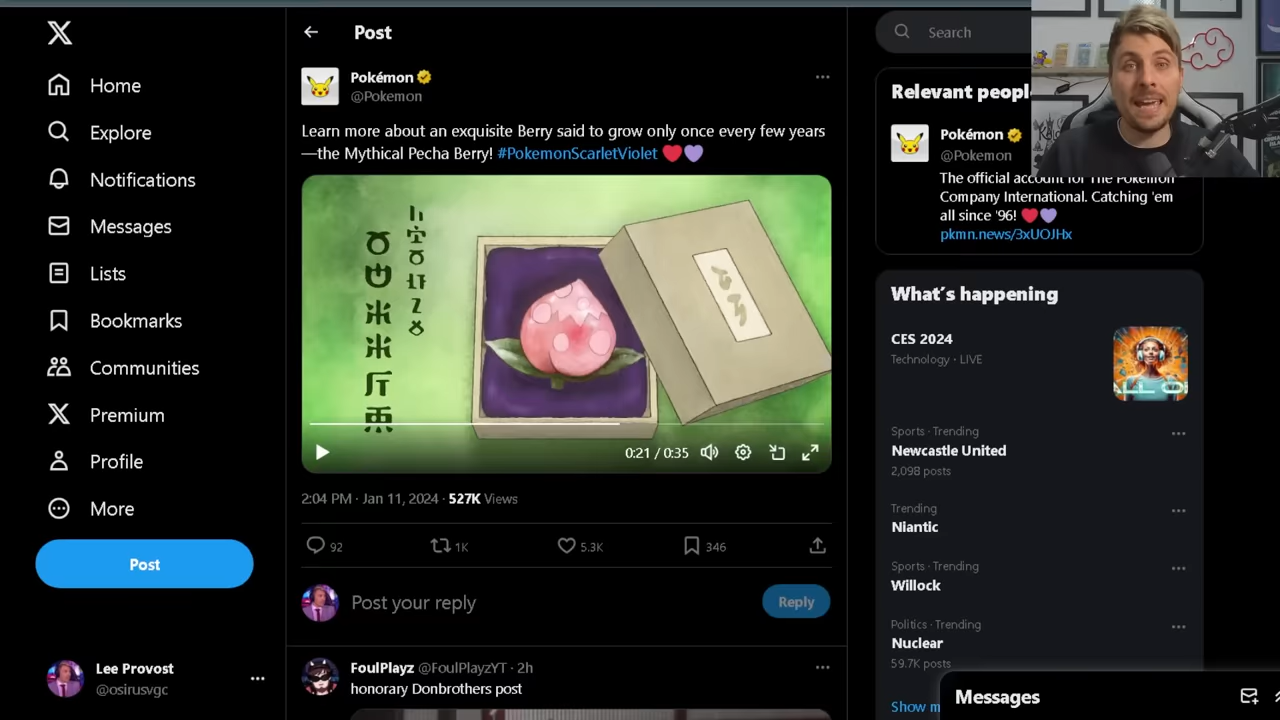 Home
Explore
Notifications
Messages
Lists
Bookmarks
Communities
Premium
Profile
More
Post
Lee Provost
@osirusvgc
Post
Pokémon
@Pokemon
Learn more about an exquisite Berry said to grow only once every few years
—the Mythical Pecha Berry! #PokemonScarletViolet ❤️💜
0:21 / 0:35
2:04 PM · Jan 11, 2024 · 527K Views
92
1K
5.3K
346
Post your reply
Reply
FoulPlayz @FoulPlayzYT · 2h
honorary Donbrothers post
Search
Relevant
Pokémon
@Pokemon
The official account for The Pokémon
Company International. Catching 'em
all since '96! ❤️💜
pkmn.news/3xUOJHx
What's happening
CES 2024
Technology · LIVE
Sports · Trending
Newcastle United
2,098 posts
Trending
Niantic
Sports · Trending
Willock
Politics · Trending
Nuclear
59.7K posts
Show
Messages